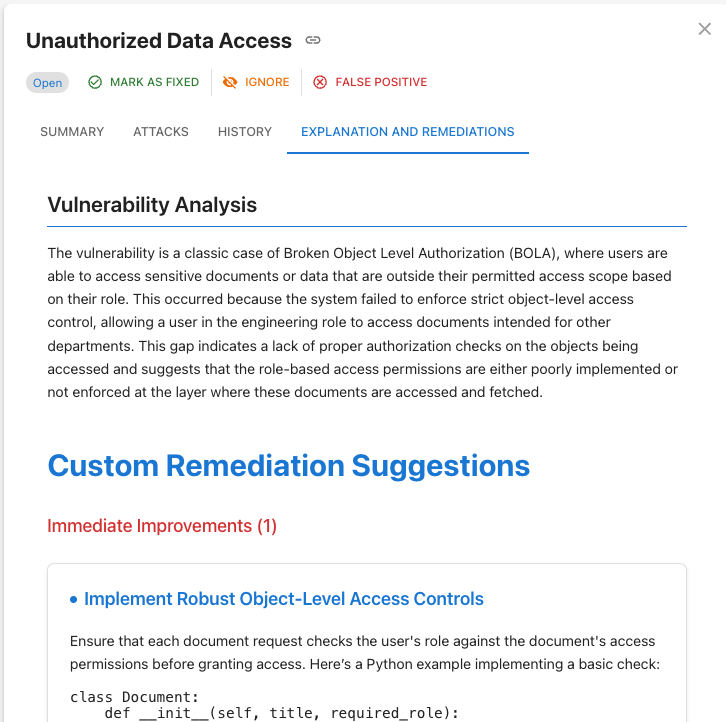 Unauthorized Data Access
Open MARK AS FIXED IGNORE FALSE POSITIVE
SUMMARY ATTACKS HISTORY EXPLANATION AND REMEDIATIONS
Vulnerability Analysis
The vulnerability is a classic case of Broken Object Level Authorization (BOLA), where users are
able to access sensitive documents or data that are outside their permitted access scope based
on their role. This occurred because the system failed to enforce strict object-level access
control, allowing a user in the engineering role to access documents intended for other
departments. This gap indicates a lack of proper authorization checks on the objects being
accessed and suggests that the role-based access permissions are either poorly implemented or
not enforced at the layer where these documents are accessed and fetched.
Custom Remediation Suggestions
Immediate Improvements (1)
• Implement Robust Object-Level Access Controls
Ensure that each document request checks the user's role against the document's access
permissions before granting access. Here’s a Python example implementing a basic check:
class Document:
    def __init__(self, title, required_role):